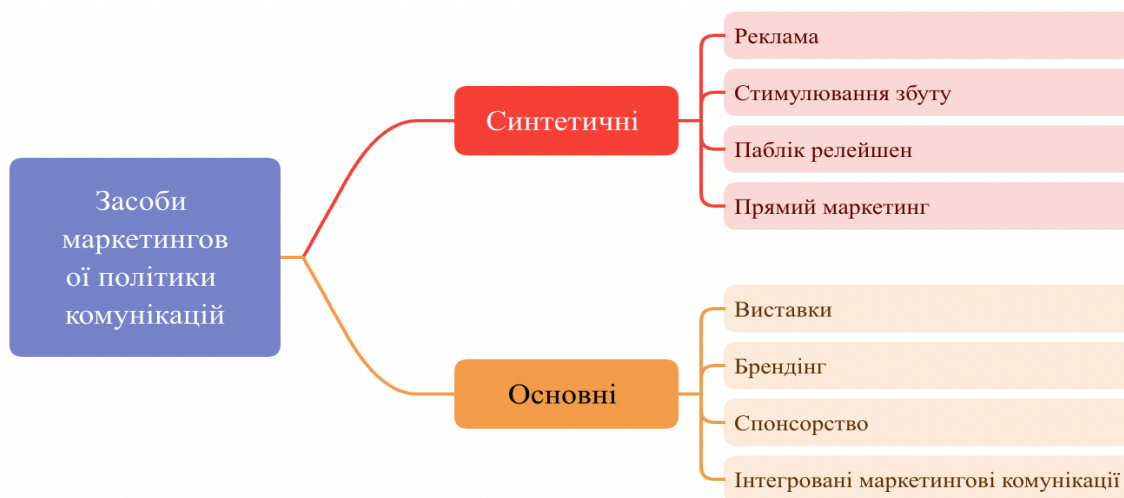 Засоби
маркетингов
ої політики
комунікацій
Синтетичні
Реклама
Стимулювання збуту
Паблік релейшен
Прямий маркетинг
Основні
Виставки
Брендінг
Спонсорство
Інтегровані маркетингові комунікації